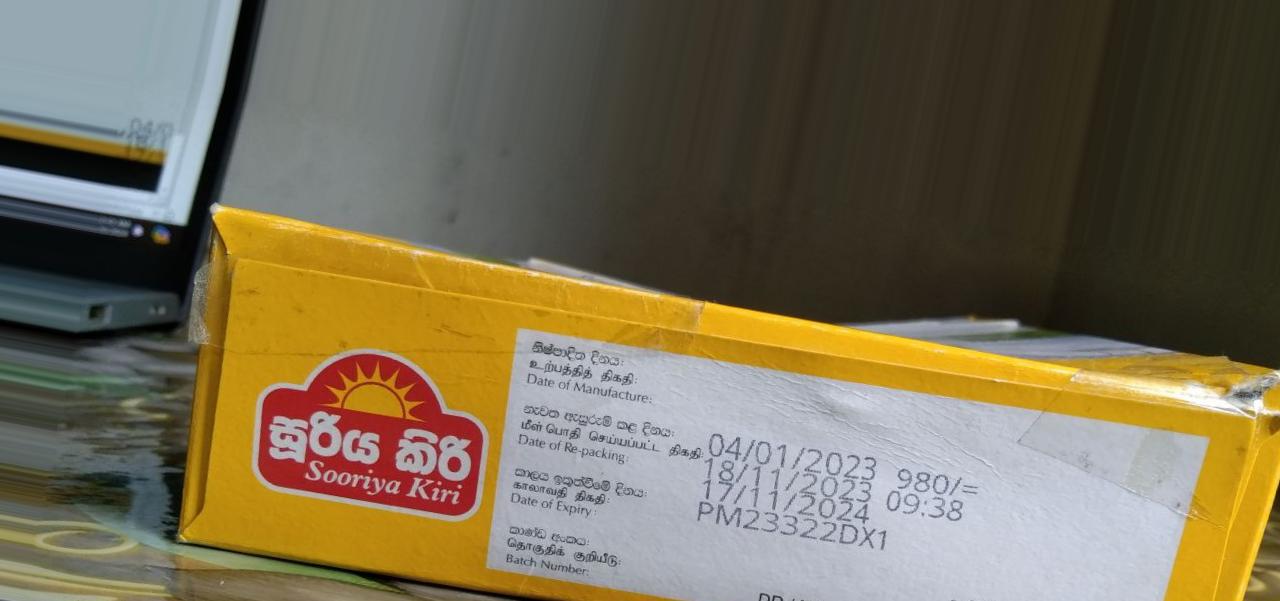 සූරිය කිරි
Sooriya Kiri
නිෂ්පාදිත දිනය:
உற்பத்தித் திகதி:
Date of Manufacture:
නැවත ඇසුරුම් කළ දිනය:
மீள் பொதி செய்யப்பட்ட திகதி:
Date of Re-packing:
කාලය ඉකුත්වීමේ දිනය:
காலாவதி திகதி:
Date of Expiry:
කාණ්ඩ අංකය:
தொகுதிக் குறியீடு:
Batch Number:
04/01/2023 980/=
18/11/2023 09:38
17/11/2024
PM23322DX1